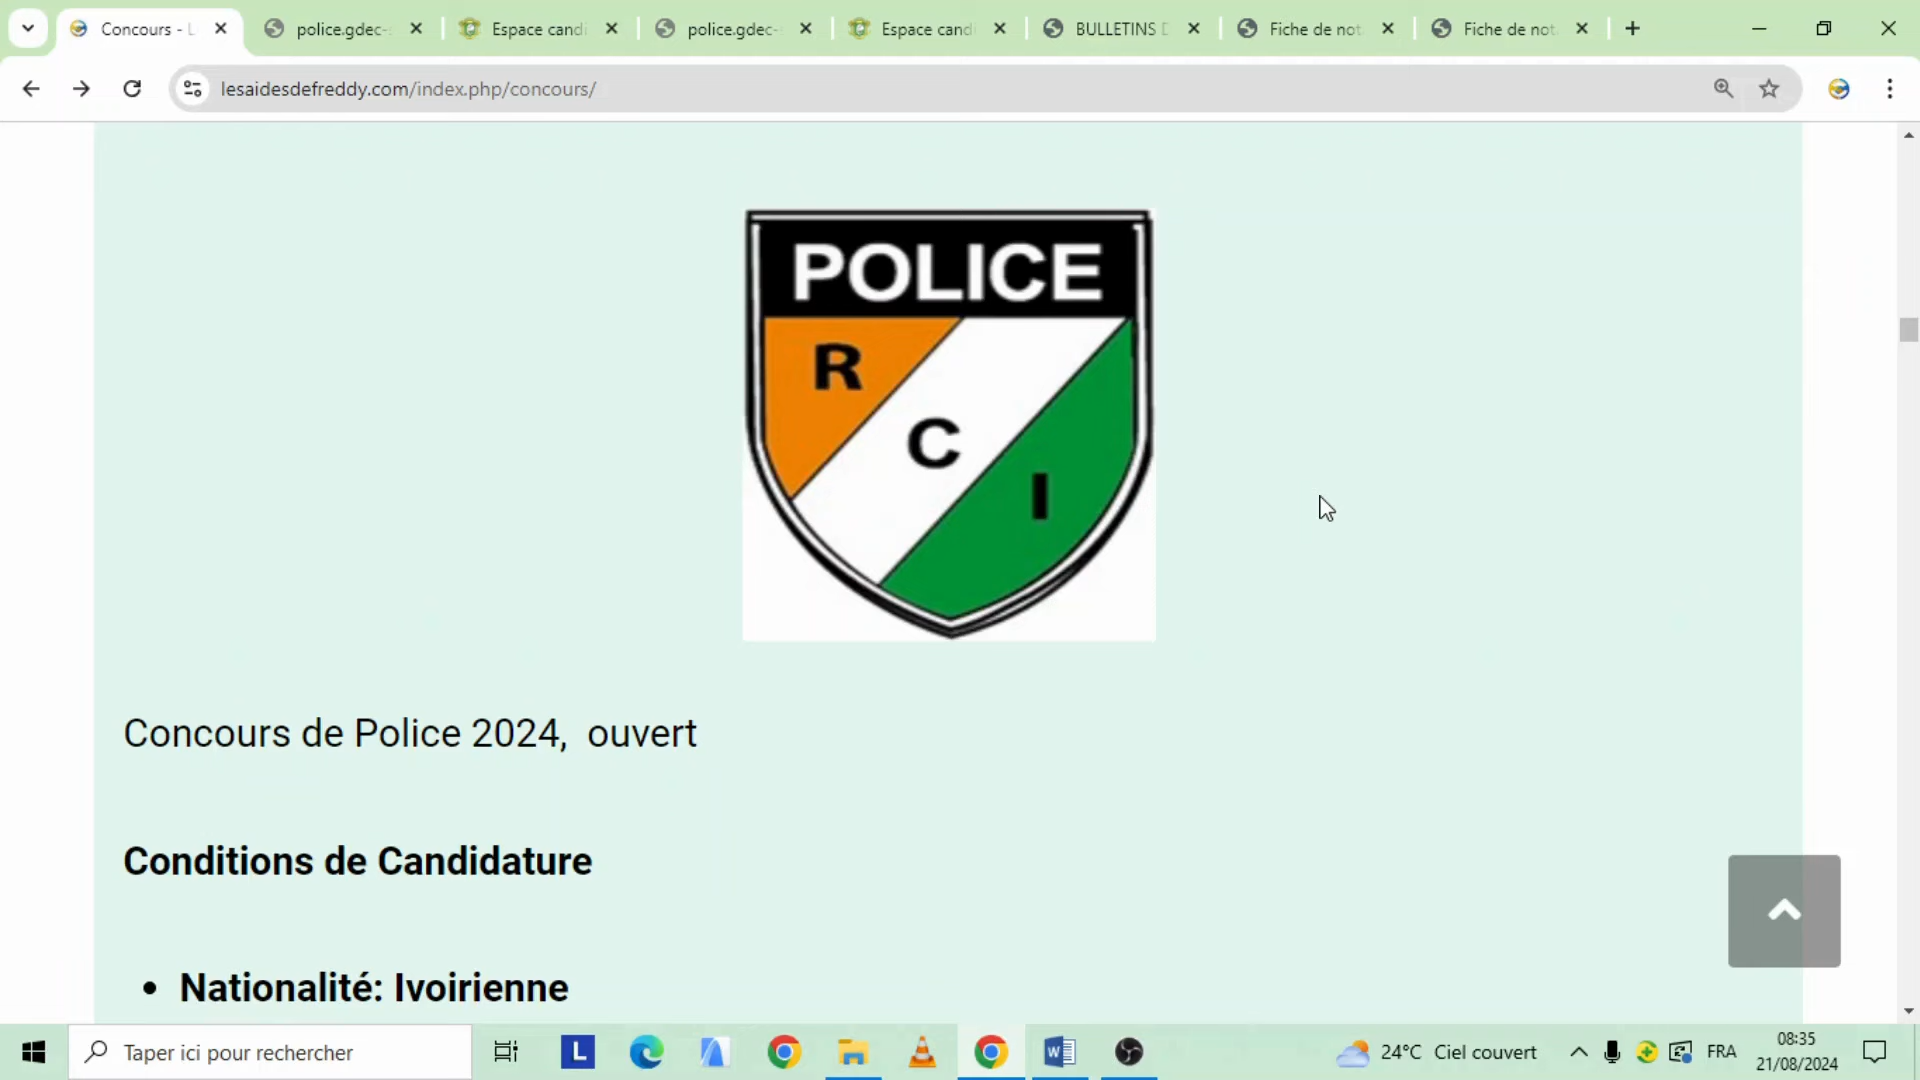 Concours - L
police.gdec-
Espace candi
police.gdec-
Espace candi
BULLETINS D
Fiche de not
Fiche de not
lesaidesdefreddy.com/index.php/concours/
POLICE
R
C
I
Concours de Police 2024, ouvert
Conditions de Candidature
• Nationalité: Ivoirienne
Taper ici pour rechercher
L
W
24°C Ciel couvert
FRA
08:35
21/08/2024